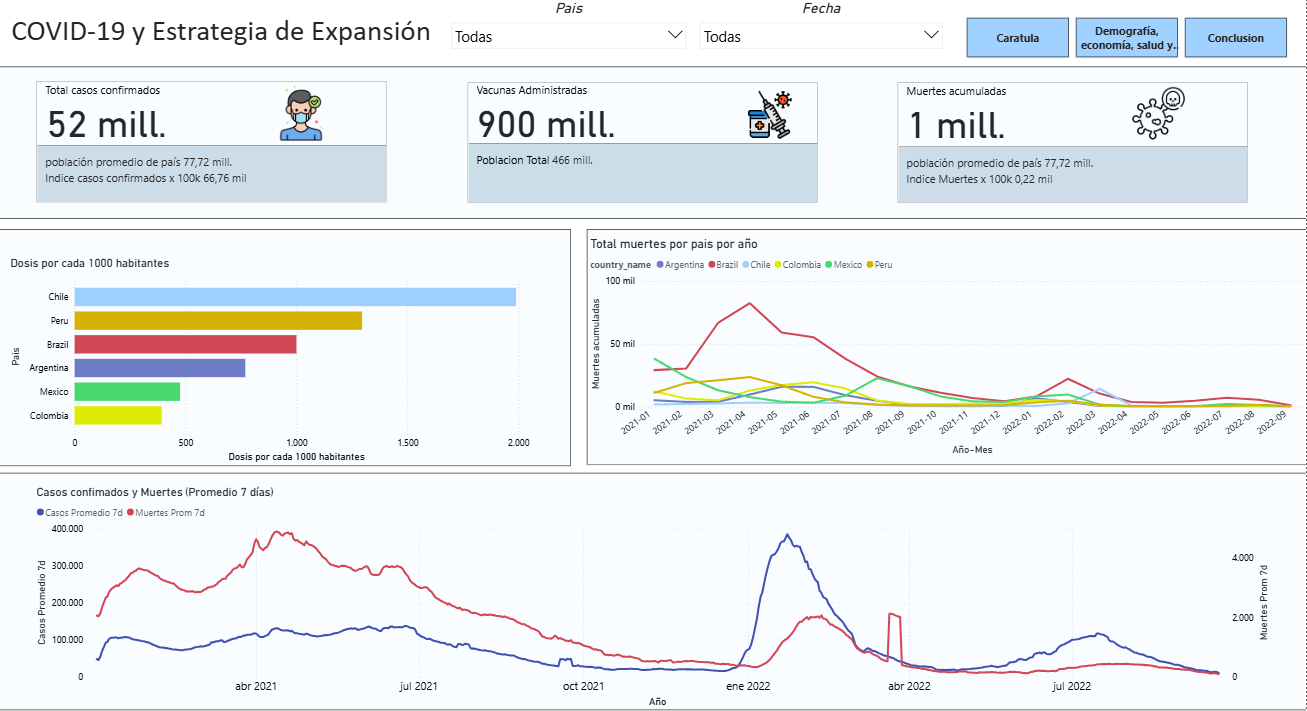 COVID-19 y Estrategia de Expansión
Pais
Todas
Fecha
Todas
Caratula
Demografía,
economía, salud y..
Conclusion
Total casos confirmados
52 mill.
población promedio de país 77,72 mill.
Indice casos confirmados x 100k 66,76 mil
Vacunas Administradas
900 mill.
Poblacion Total 466 mill.
Muertes acumuladas
1 mill.
población promedio de país 77,72 mill.
Indice Muertes x 100k 0,22 mil
Dosis por cada 1000 habitantes
Pais
Chile
Peru
Brazil
Argentina
Mexico
Colombia
0 500 1.000 1.500 2.000
Dosis por cada 1000 habitantes
Total muertes por pais por año
country_name Argentina Brazil Chile Colombia Mexico Peru
Muertes acumuladas
100 mil
50 mil
0 mil
2021-01 2021-02 2021-03 2021-04 2021-05 2021-06 2021-07 2021-08 2021-09 2021-10 2021-11 2021-12 2022-01 2022-02 2022-03 2022-04 2022-05 2022-06 2022-07 2022-08 2022-09
Año-Mes
Casos confimados y Muertes (Promedio 7 días)
Casos Promedio 7d Muertes Prom 7d
Casos Promedio 7d
400.000
300.000
200.000
100.000
0
4.000
2.000
0
Muertes Prom 7d
abr 2021 jul 2021 oct 2021 ene 2022 abr 2022 jul 2022
Año